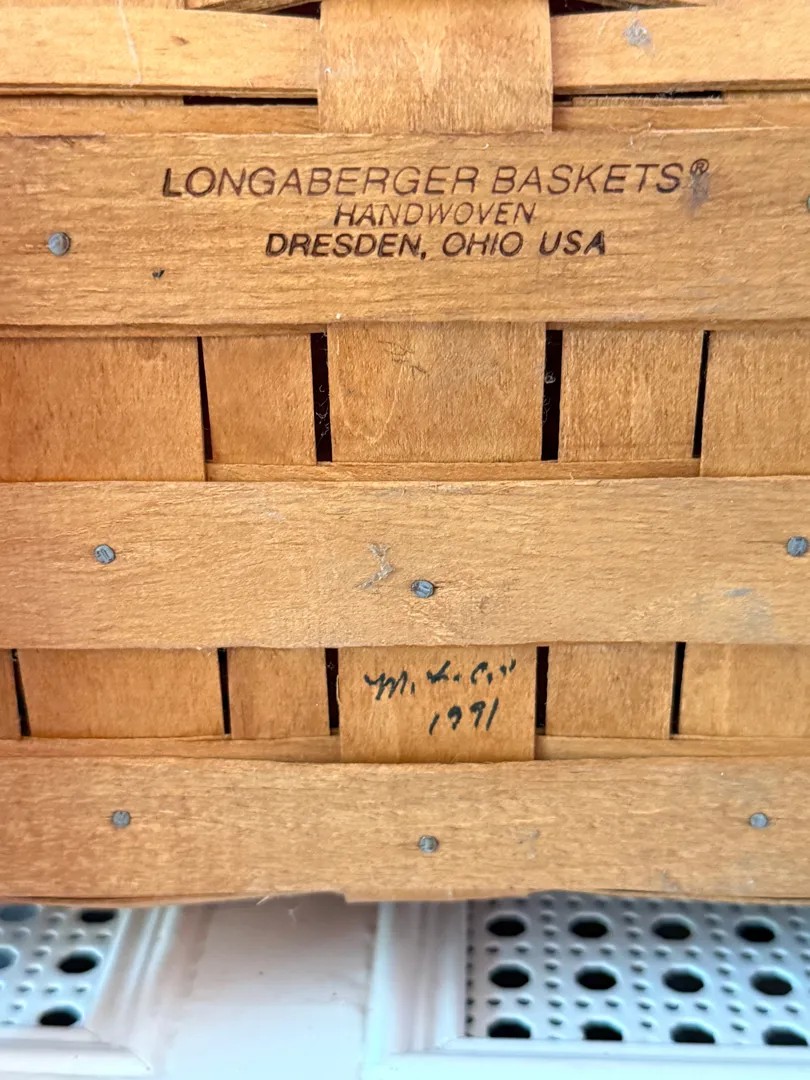 LONGABERGER BASKETS®
HANDWOVEN
DRESDEN, OHIO USA
1991